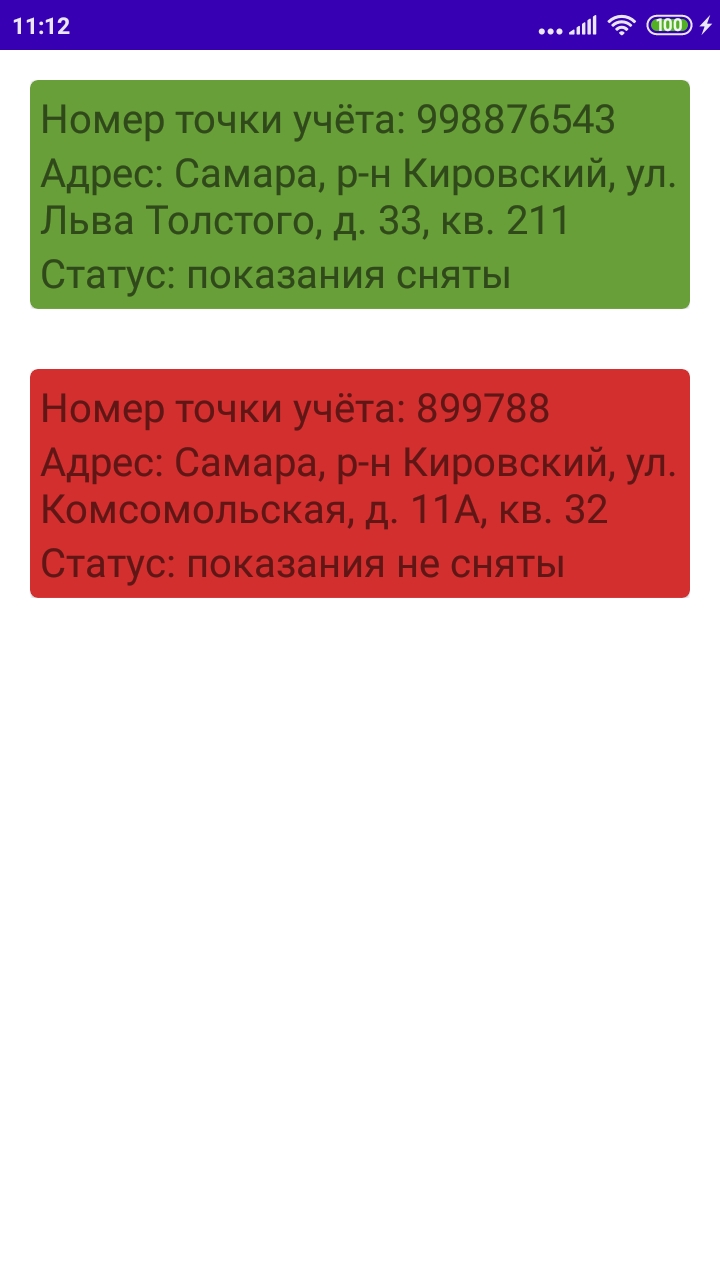 11:12
100
Номер точки учёта: 998876543
Адрес: Самара, р-н Кировский, ул.
Льва Толстого, д. 33, кв. 211
Статус: показания сняты
Номер точки учёта: 899788
Адрес: Самара, р-н Кировский, ул.
Комсомольская, д. 11А, кв. 32
Статус: показания не сняты